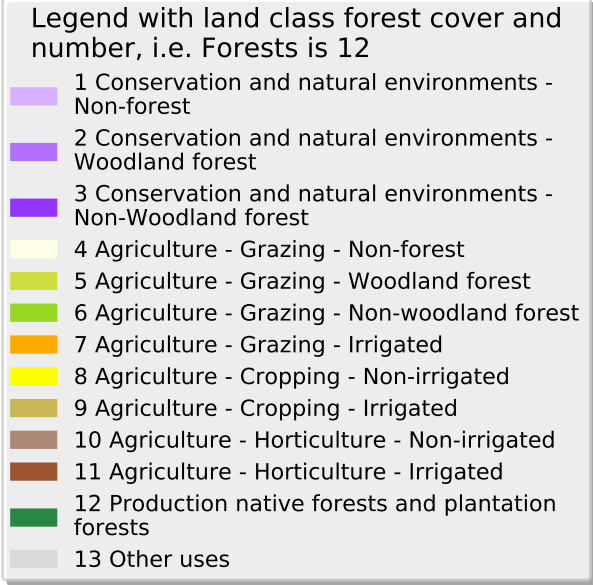 Legend with land class forest cover and
number, i.e. Forests is 12
1 Conservation and natural environments -
Non-forest
2 Conservation and natural environments -
Woodland forest
3 Conservation and natural environments -
Non-Woodland forest
4 Agriculture - Grazing - Non-forest
5 Agriculture - Grazing - Woodland forest
6 Agriculture - Grazing - Non-woodland forest
7 Agriculture - Grazing - Irrigated
8 Agriculture - Cropping - Non-irrigated
9 Agriculture - Cropping - Irrigated
10 Agriculture - Horticulture - Non-irrigated
11 Agriculture - Horticulture - Irrigated
12 Production native forests and plantation
forests
13 Other uses